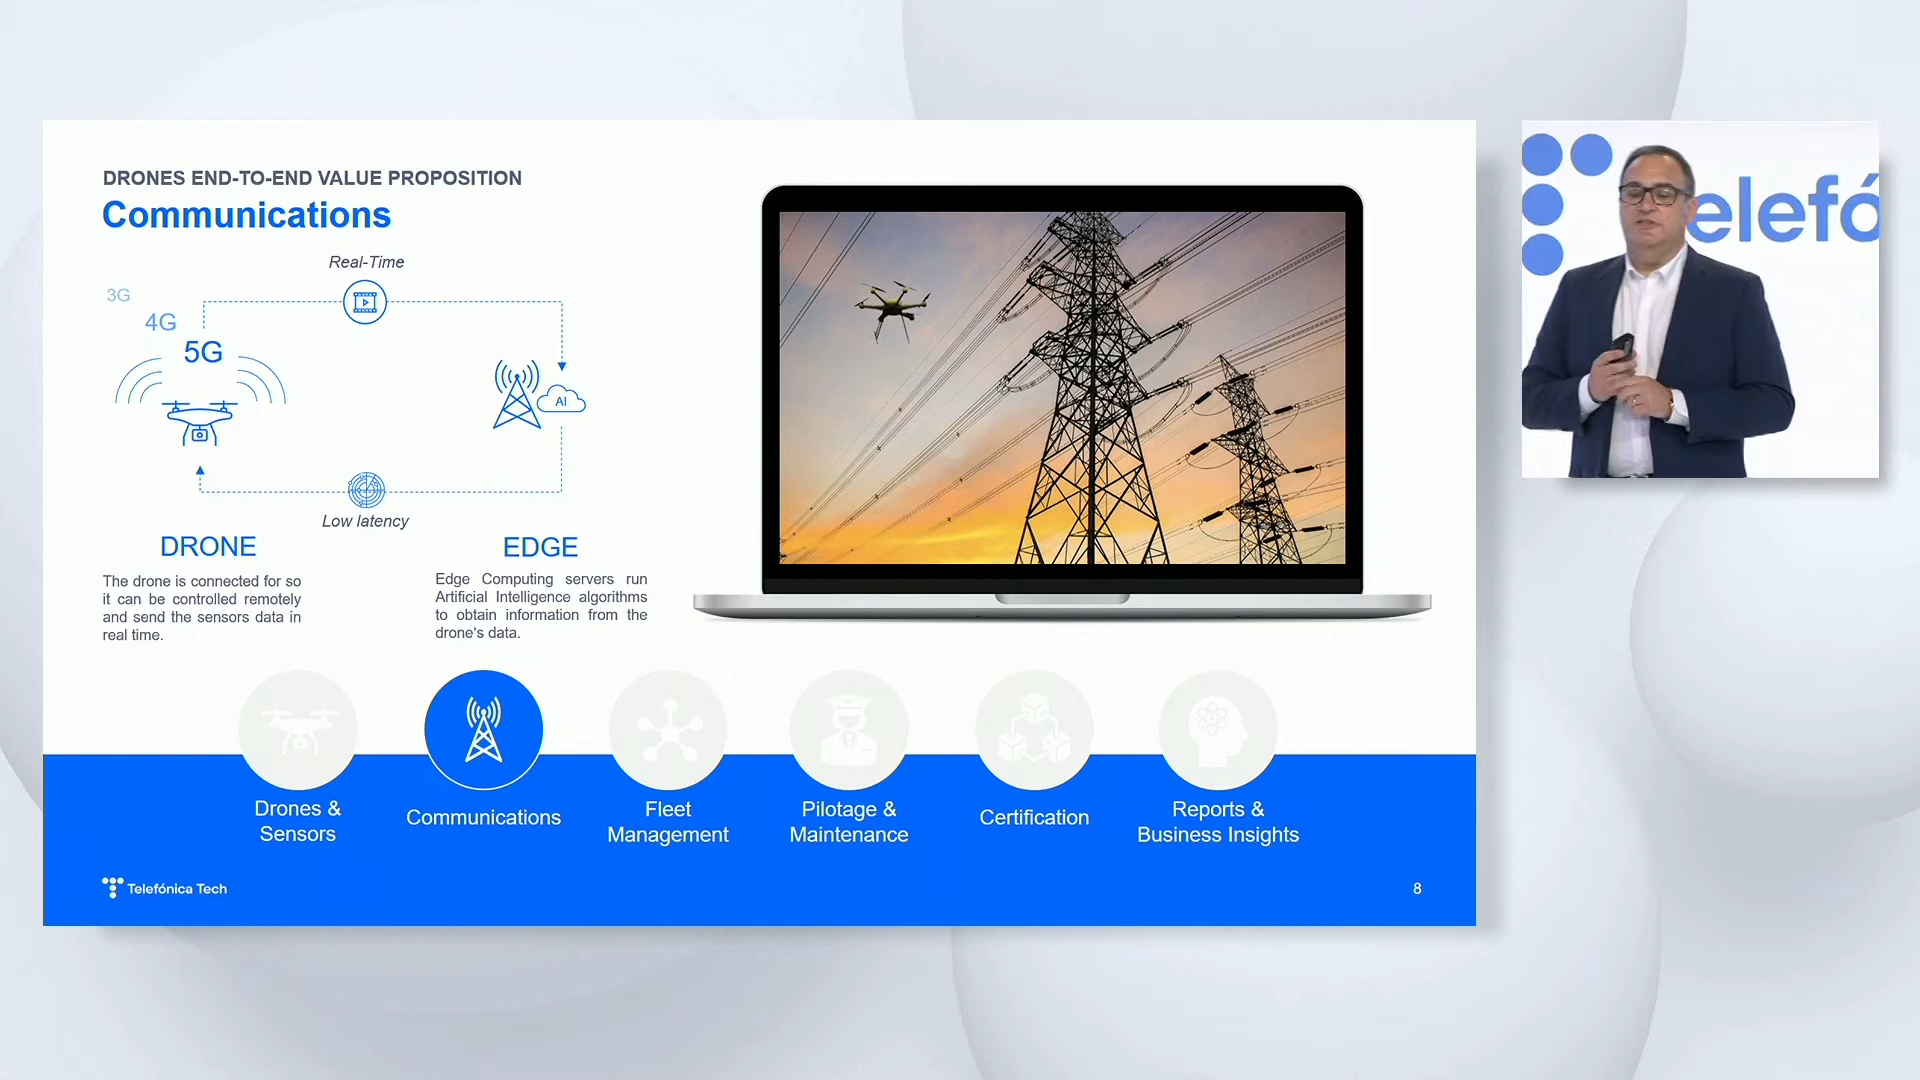 DRONES END-TO-END VALUE PROPOSITION
Communications
Real-Time
3G
4G
5G
AI
Low latency
DRONE
The drone is connected for so
it can be controlled remotely
and send the sensors data in
real time.
EDGE
Edge Computing servers run
Artificial Intelligence algorithms
to obtain information from the
drone's data.
Drones &
Sensors
Communications
Fleet
Management
Pilotage &
Maintenance
Certification
Reports &
Business Insights
Telefónica Tech
8
elefó